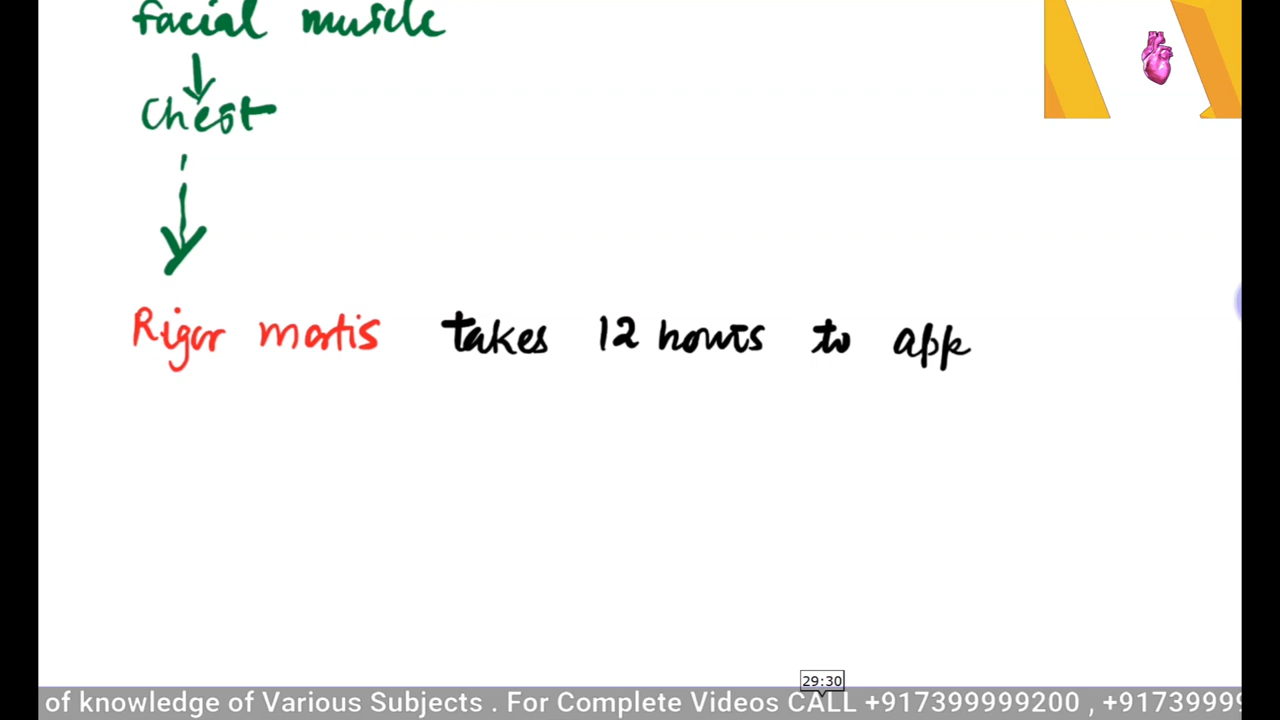 facial muscle
Chest
Rigor mortis takes 12 hours to app
29:30
of knowledge of Various Subjects . For Complete Videos CALL +917399999200 , +9173999